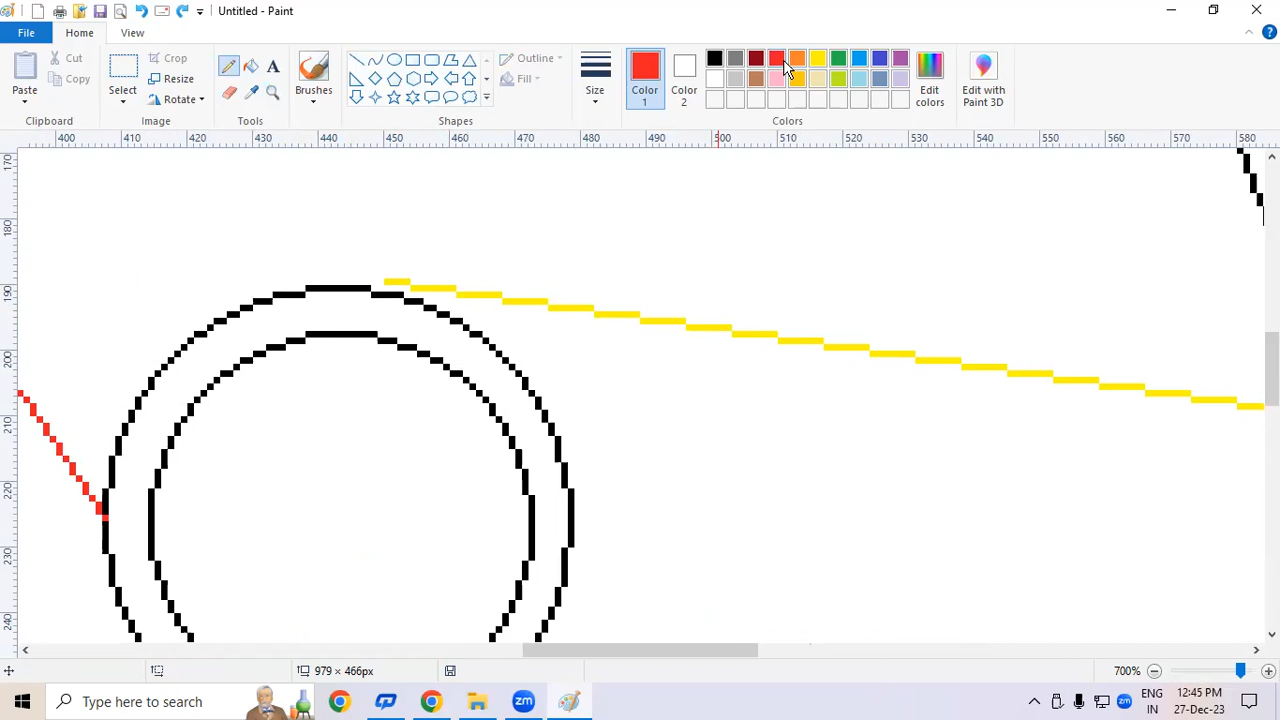 Untitled - Paint
File
Home
View
Paste
Cut
Copy
Clipboard
Select
Crop
Resize
Rotate
Image
Tools
Brushes
Outline
Fill
Shapes
Size
Color 1
Color 2
Colors
Edit colors
Edit with Paint 3D
400 410 420 430 440 450 460 470 480 490 500 510 520 530 540 550 560 570 580
170
180
190
200
210
220
230
240
979 × 466px
700%
Type here to search
zm
zm
ENG
IN
12:45 PM
27-Dec-23